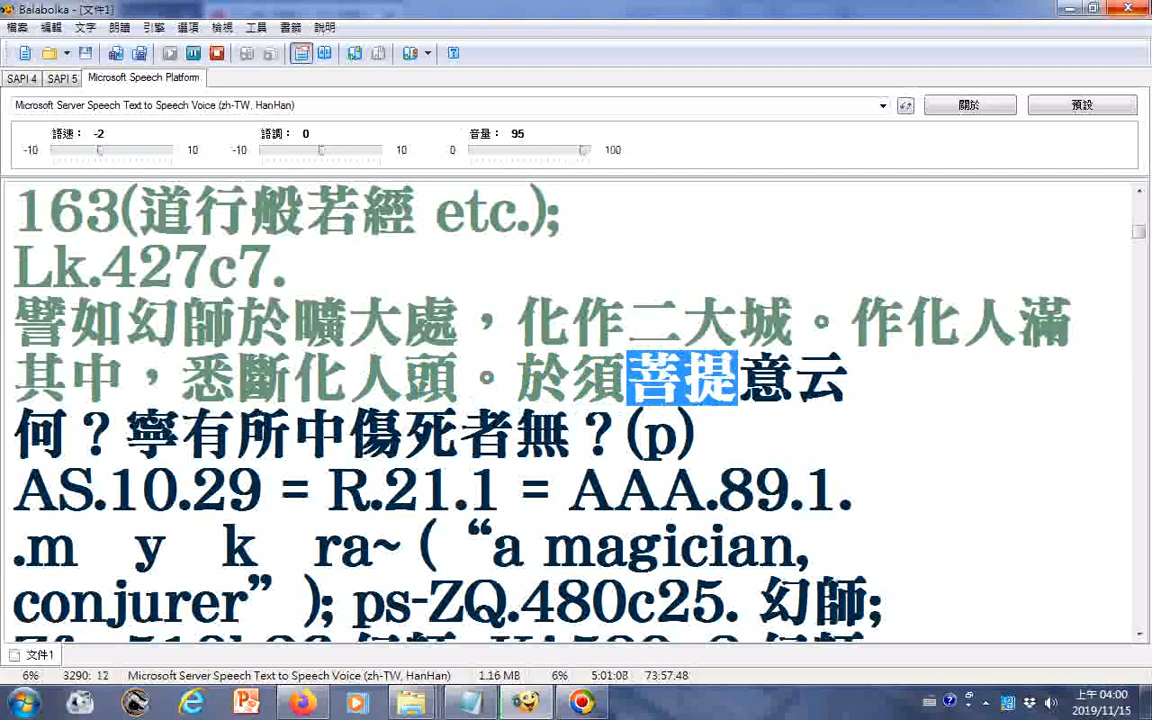 Balabolka - [文件1]
檔案 編輯 文字 朗讀 引擎 選項 檢視 工具 書籤 說明
SAPI 4 SAPI 5 Microsoft Speech Platform
Microsoft Server Speech Text to Speech Voice (zh-TW, HanHan) 關於 預設
語速： -2 語調： 0 音量： 95
-10 10 -10 10 0 100
163(道行般若經 etc.);
Lk.427c7.
譬如幻師於曠大處，化作二大城。作化人滿
其中，悉斷化人頭。於須菩提意云
何？寧有所中傷死者無？(p)
AS.10.29 = R.21.1 = AAA.89.1.
.m y k ra~ (“a magician,
conjurer” ); ps-ZQ.480c25. 幻師;
文件1
6% 3290: 12 Microsoft Server Speech Text to Speech Voice (zh-TW, HanHan) 1.16 MB 6% 5:01:08 73:57:48
上午 04:00
2019/11/15